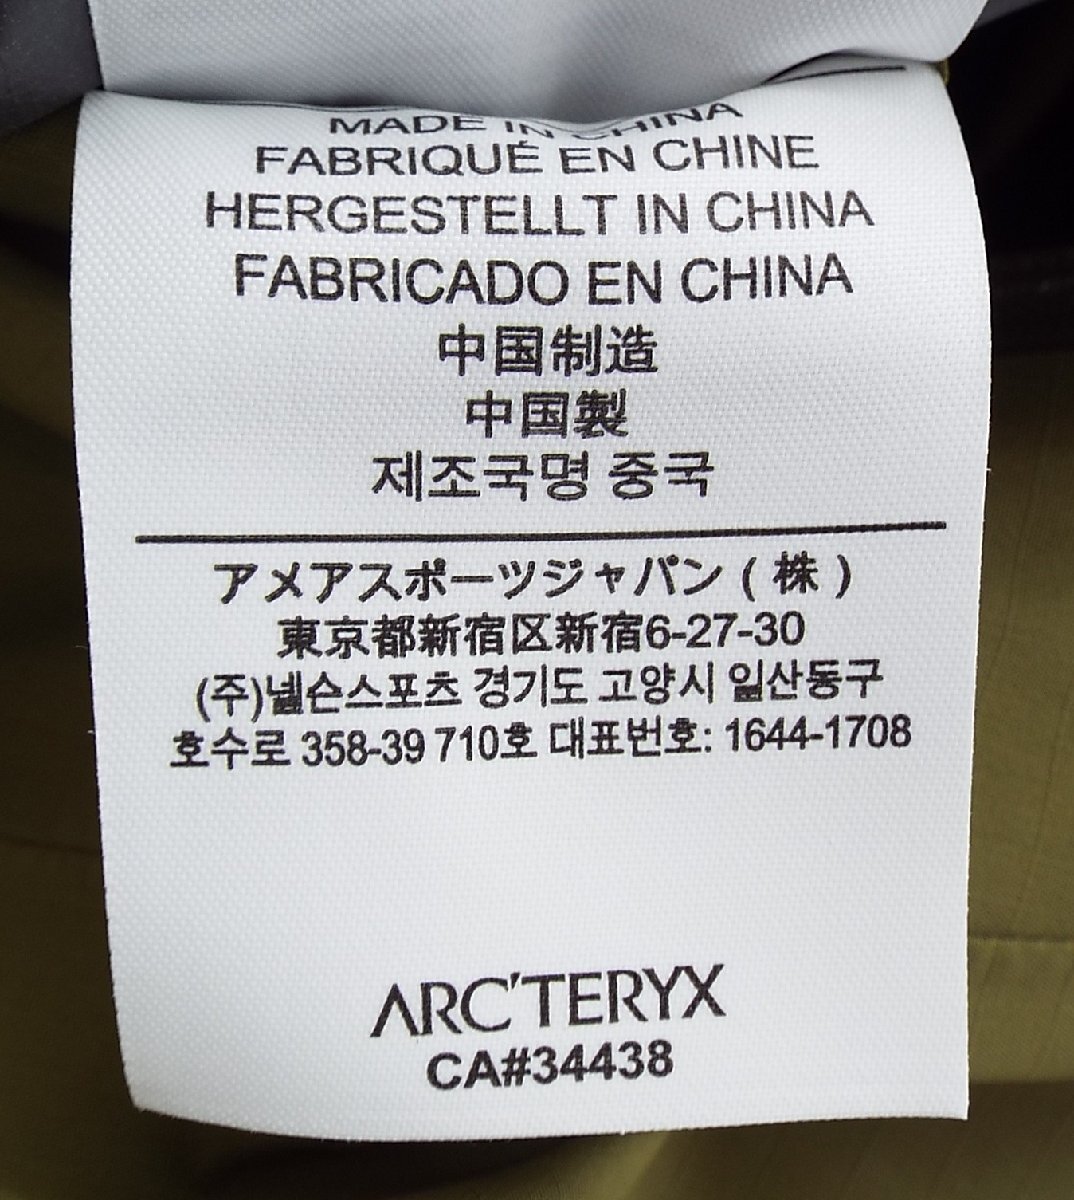 MADE IN CHINA
FABRIQUÉ EN CHINE
HERGESTELLT IN CHINA
FABRICADO EN CHINA
中国制造
中国製
제조국명 중국
アメアスポーツジャパン(株)
東京都新宿区新宿6-27-30
(주)넬슨스포츠 경기도 고양시 일산동구
호수로 358-39 710호 대표번호: 1644-1708
ARC'TERYX
CA#34438